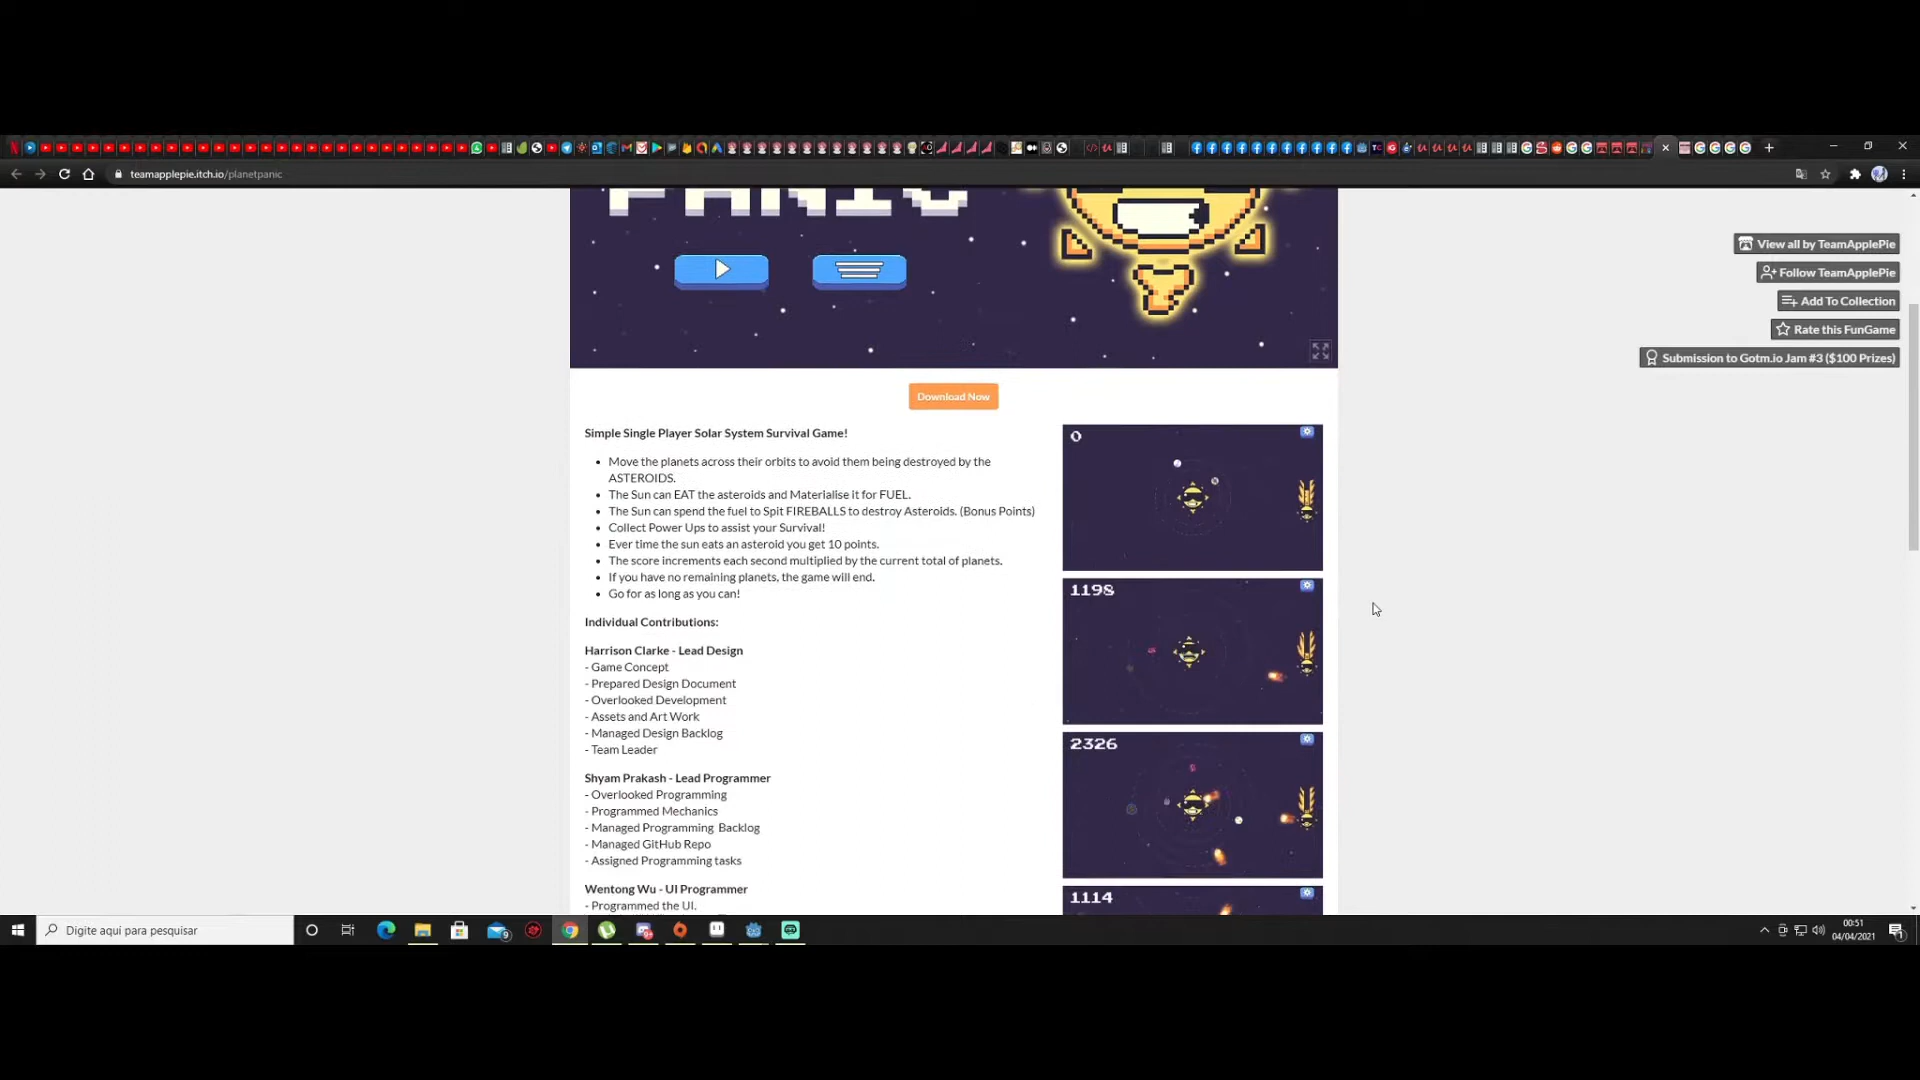 teamapplepie.itch.io/planetpanic
PANIC
View all by TeamApplePie
Follow TeamApplePie
Add To Collection
Rate this FunGame
Submission to Gotm.io Jam #3 ($100 Prizes)
Download Now
Simple Single Player Solar System Survival Game!
Move the planets across their orbits to avoid them being destroyed by the
ASTEROIDS.
The Sun can EAT the asteroids and Materialise it for FUEL.
The Sun can spend the fuel to Spit FIREBALLS to destroy Asteroids. (Bonus Points)
Collect Power Ups to assist your Survival!
Ever time the sun eats an asteroid you get 10 points.
The score increments each second multiplied by the current total of planets.
If you have no remaining planets, the game will end.
Go for as long as you can!
Individual Contributions:
Harrison Clarke - Lead Design
- Game Concept
- Prepared Design Document
- Overlooked Development
- Assets and Art Work
- Managed Design Backlog
- Team Leader
Shyam Prakash - Lead Programmer
- Overlooked Programming
- Programmed Mechanics
- Managed Programming Backlog
- Managed GitHub Repo
- Assigned Programming tasks
Wentong Wu - UI Programmer
- Programmed the UI.
0
1198
2326
1114
Digite aqui para pesquisar
00:51
04/04/2021